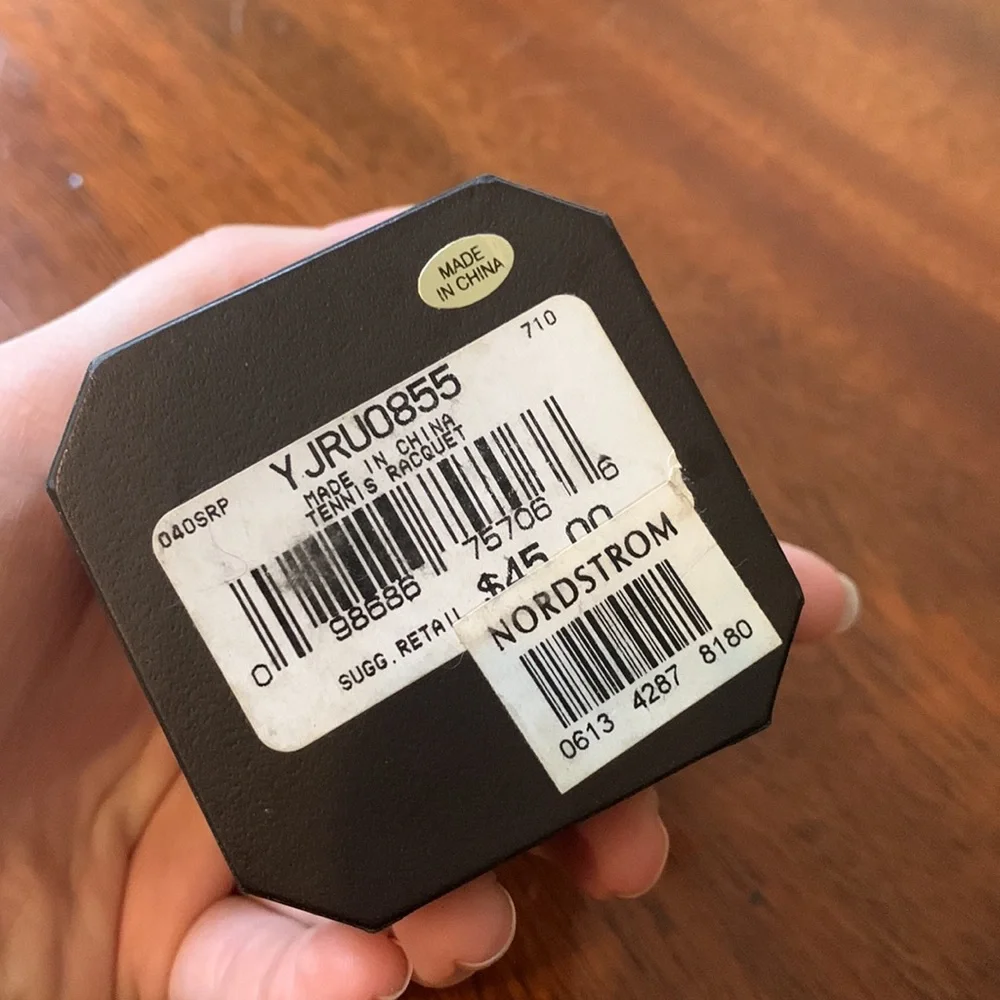 MADE
IN CHINA
710
YJRU0855
MADE IN CHINA
TENNIS RACQUET
040SRP
0 98686 75706 6
SUGG. RETAIL $45.00
NORDSTROM
0613 4287 8180